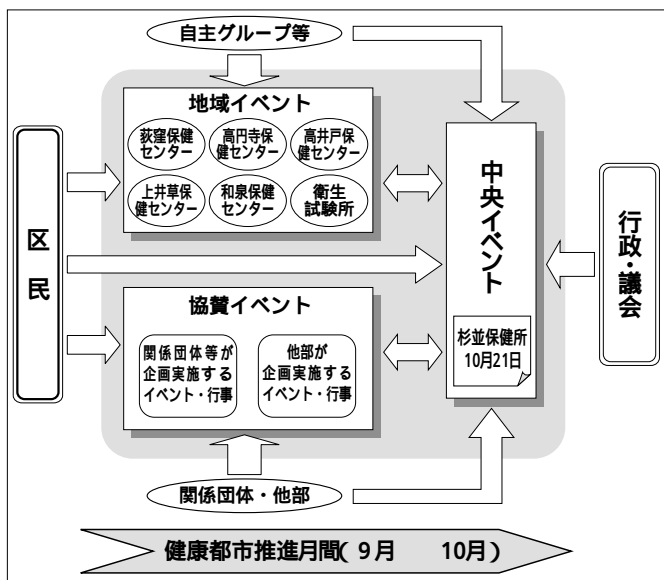 自主グループ等
地域イベント
荻窪保健
センター
高円寺保
健センター
高井戸保
健センター
上井草保
健センター
和泉保健
センター
衛生
試験所
区民
中央イベント
杉並保健所
10月21日
行政・議会
協賛イベント
関係団体等が
企画実施する
イベント・行事
他部が
企画実施する
イベント・行事
関係団体・他部
健康都市推進月間(9月 10月)